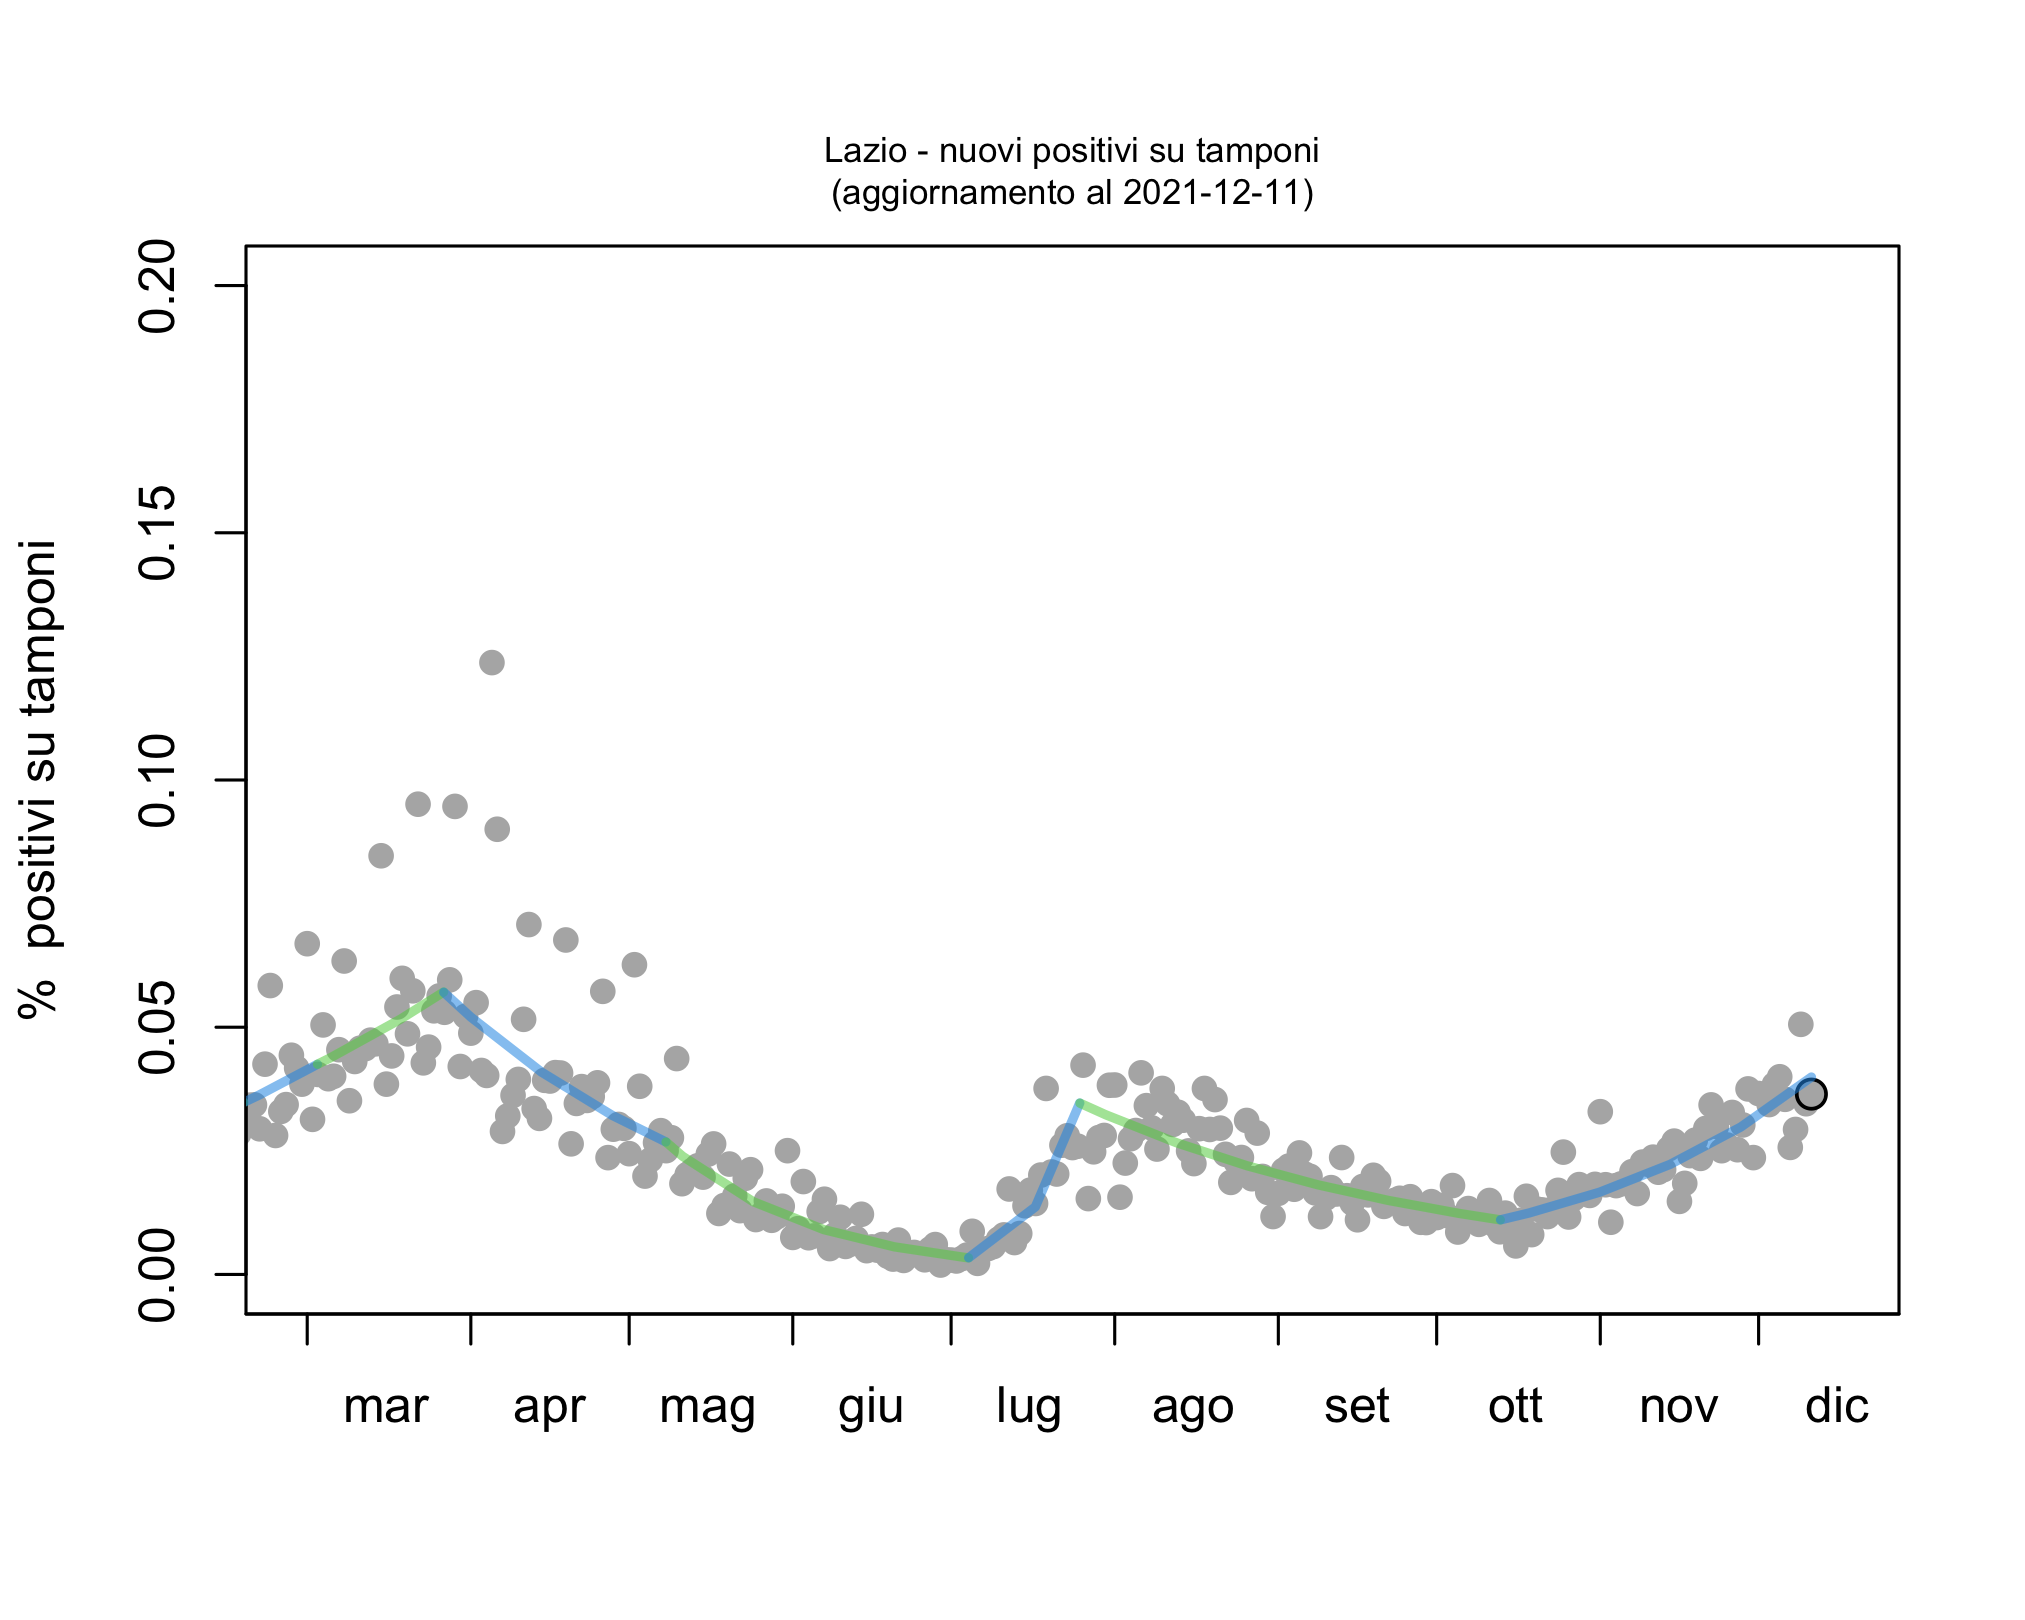 Lazio - nuovi positivi su tamponi
(aggiornamento al 2021-12-11)
% positivi su tamponi
0.20
0.15
0.10
0.05
0.00
mar apr mag giu lug ago set ott nov dic